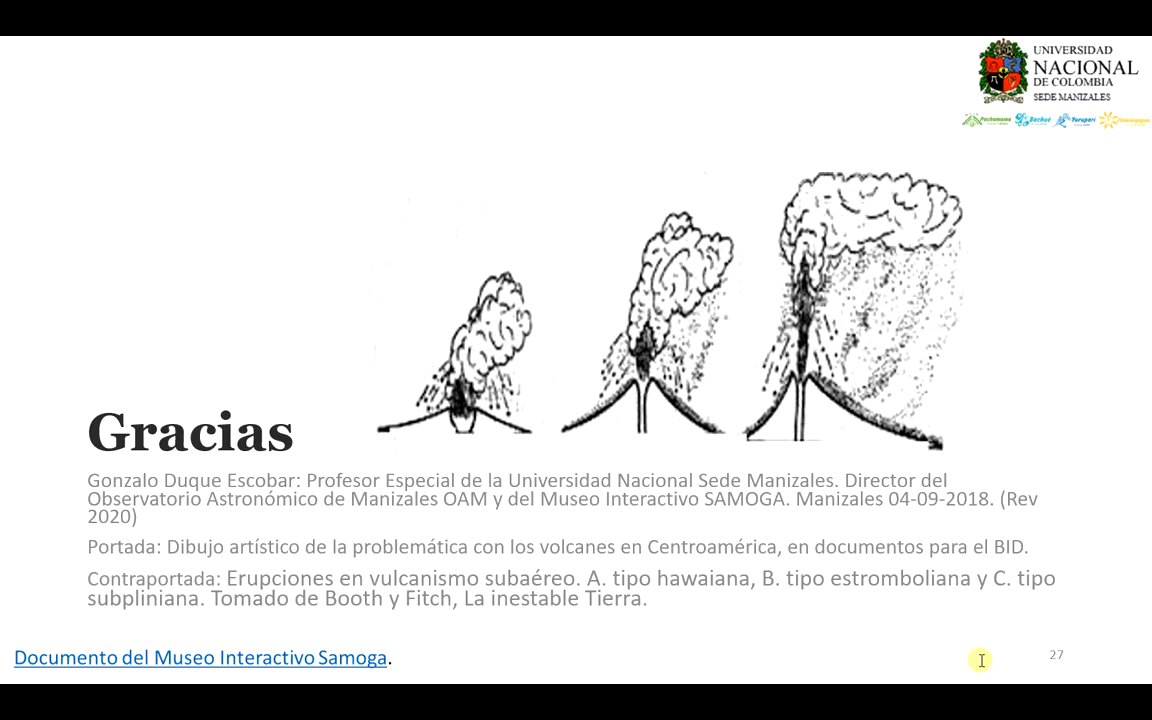 UNIVERSIDAD
NACIONAL
DE COLOMBIA
SEDE MANIZALES
Pachamama Bachué Yurupari
Gracias
Gonzalo Duque Escobar: Profesor Especial de la Universidad Nacional Sede Manizales. Director del
Observatorio Astronómico de Manizales OAM y del Museo Interactivo SAMOGA. Manizales 04-09-2018. (Rev
2020)
Portada: Dibujo artístico de la problemática con los volcanes en Centroamérica, en documentos para el BID.
Contraportada: Erupciones en vulcanismo subaéreo. A. tipo hawaiana, B. tipo estromboliana y C. tipo
subpliniana. Tomado de Booth y Fitch, La inestable Tierra.
Documento del Museo Interactivo Samoga.
27